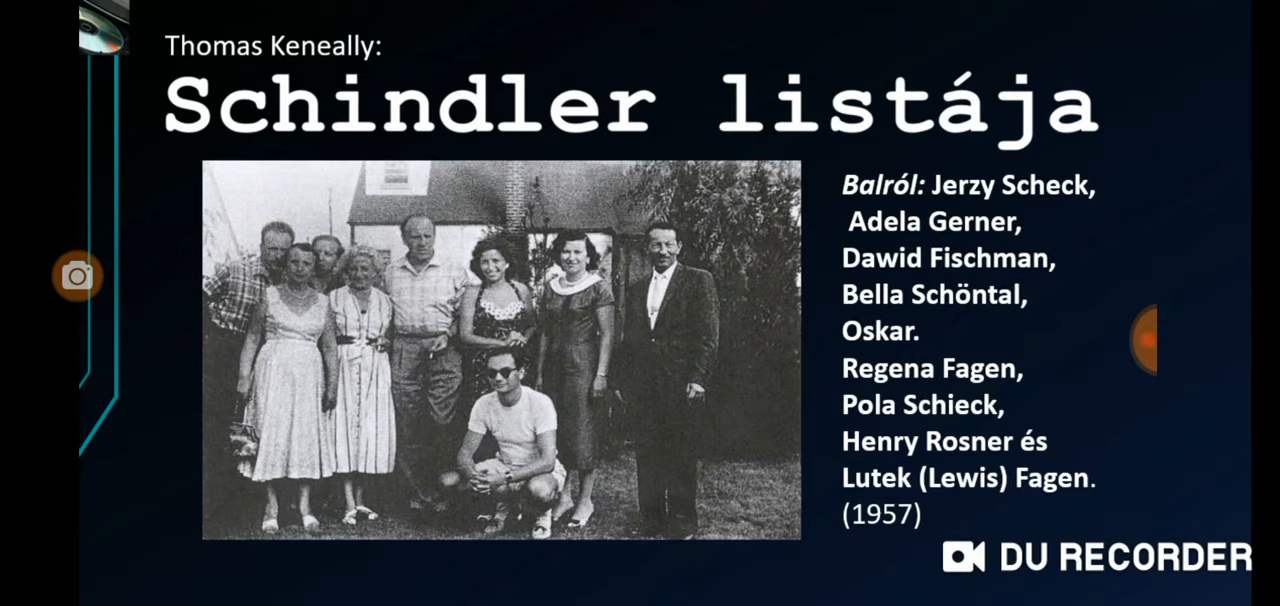 Thomas Keneally:
Schindler listája
Balról: Jerzy Scheck,
Adela Gerner,
Dawid Fischman,
Bella Schöntal,
Oskar.
Regena Fagen,
Pola Schieck,
Henry Rosner és
Lutek (Lewis) Fagen.
(1957)
DU RECORDER